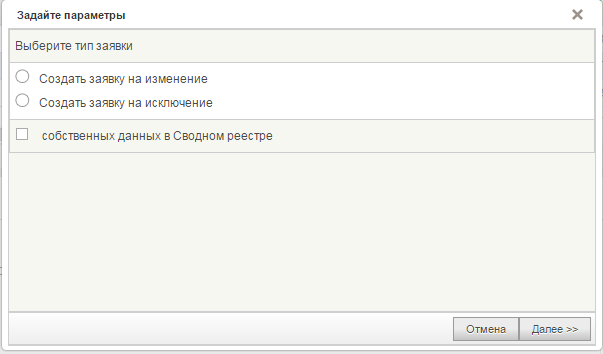 Задайте параметры
Выберите тип заявки
Создать заявку на изменение
Создать заявку на исключение
собственных данных в Сводном реестре
Отмена
Далее >>